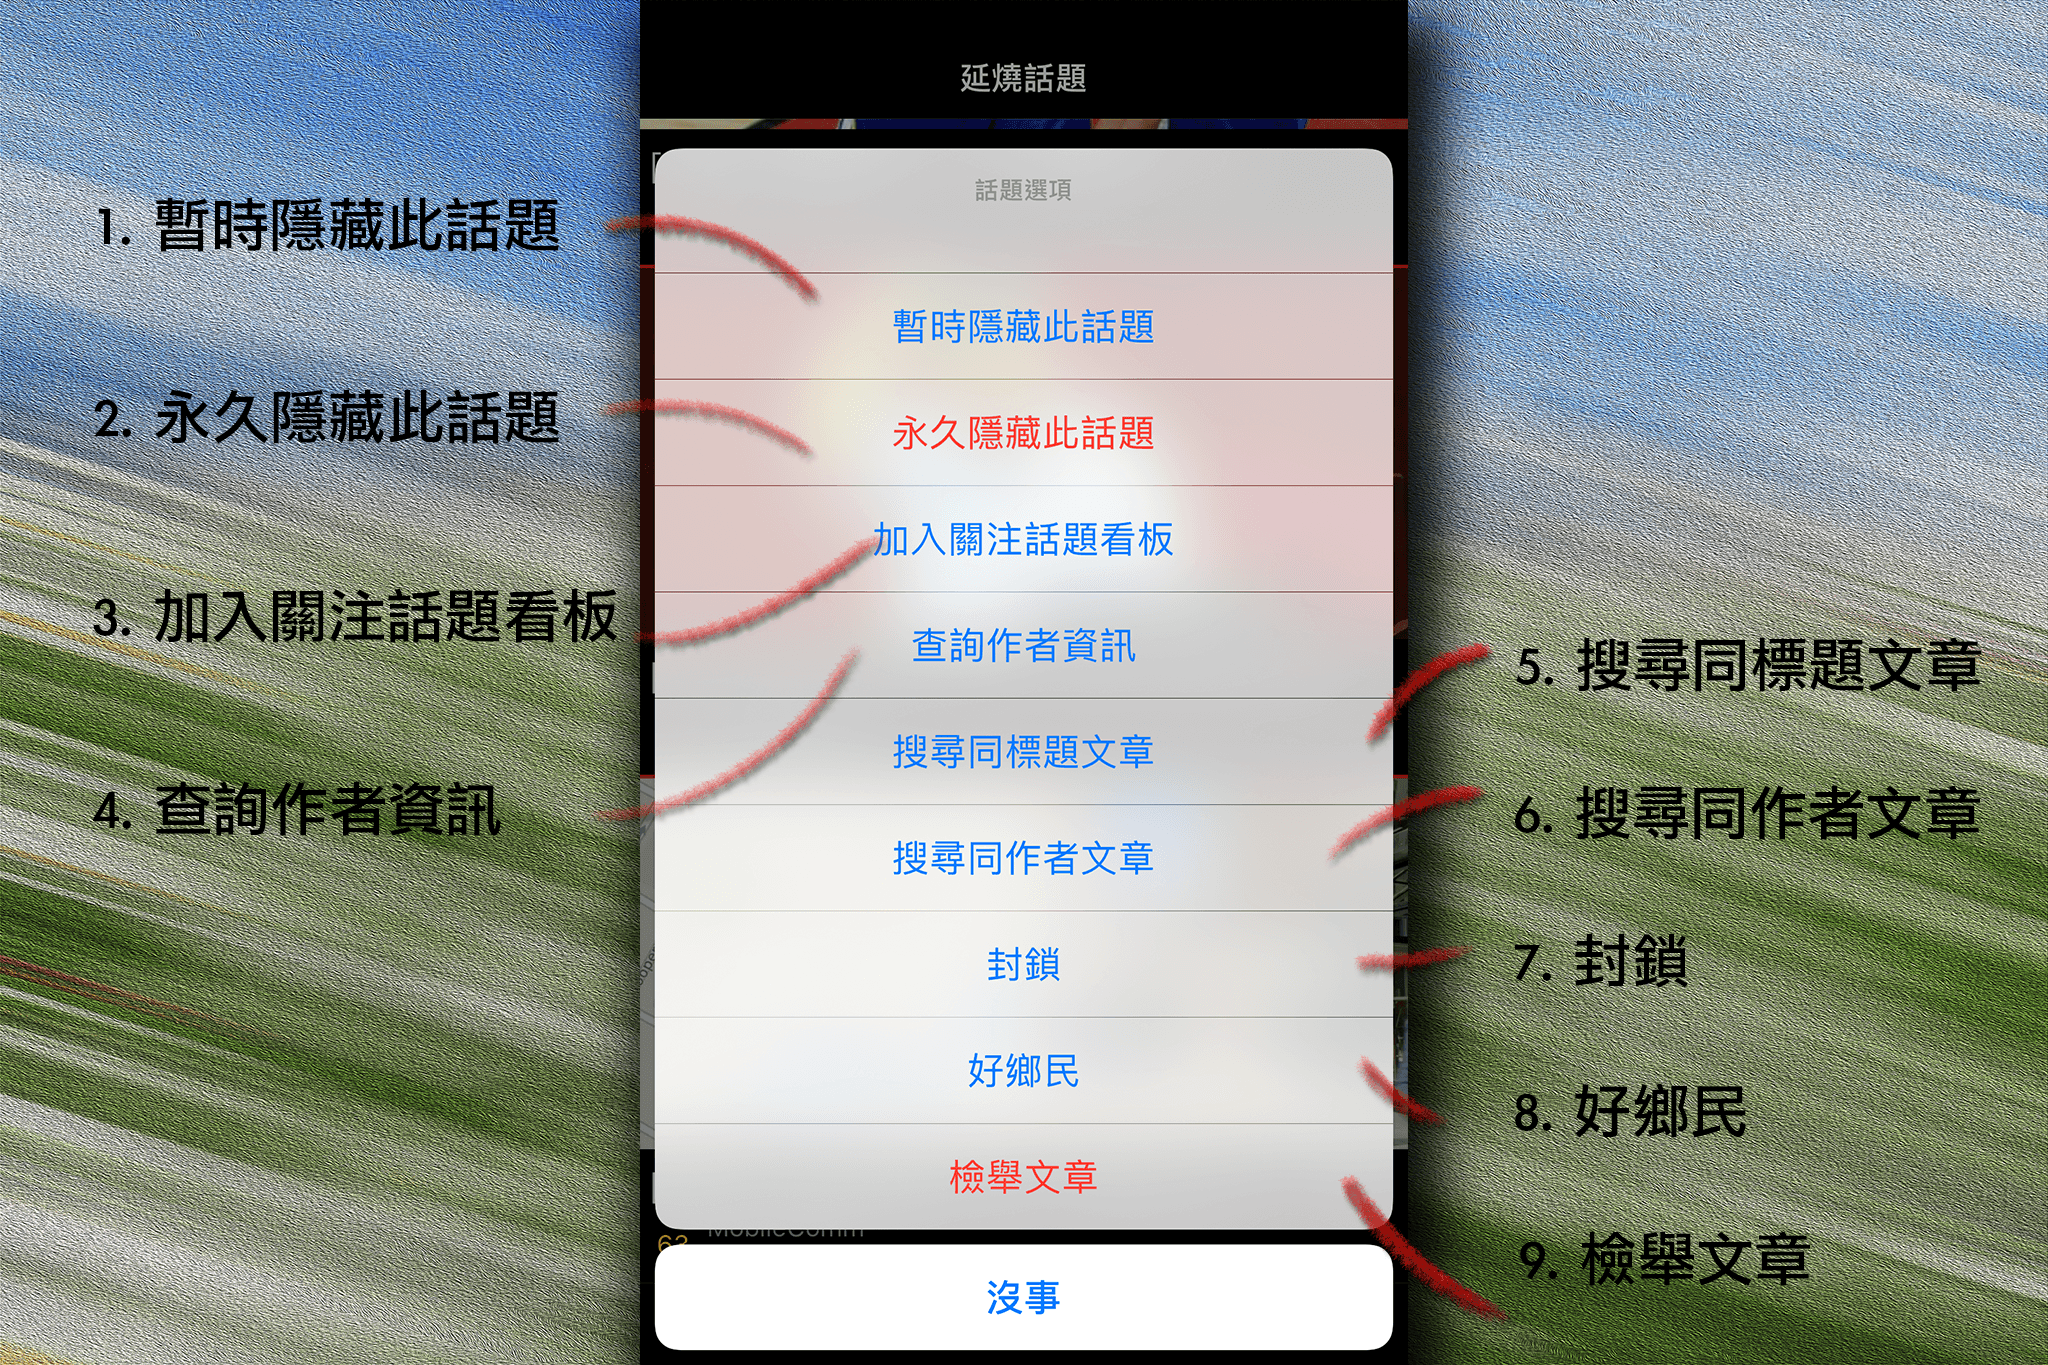 延燒話題
話題選項
暫時隱藏此話題
永久隱藏此話題
加入關注話題看板
查詢作者資訊
搜尋同標題文章
搜尋同作者文章
封鎖
好鄉民
檢舉文章
MobileComm
63
沒事
1. 暫時隱藏此話題
2. 永久隱藏此話題
3. 加入關注話題看板
4. 查詢作者資訊
5. 搜尋同標題文章
6. 搜尋同作者文章
7. 封鎖
8. 好鄉民
9. 檢舉文章